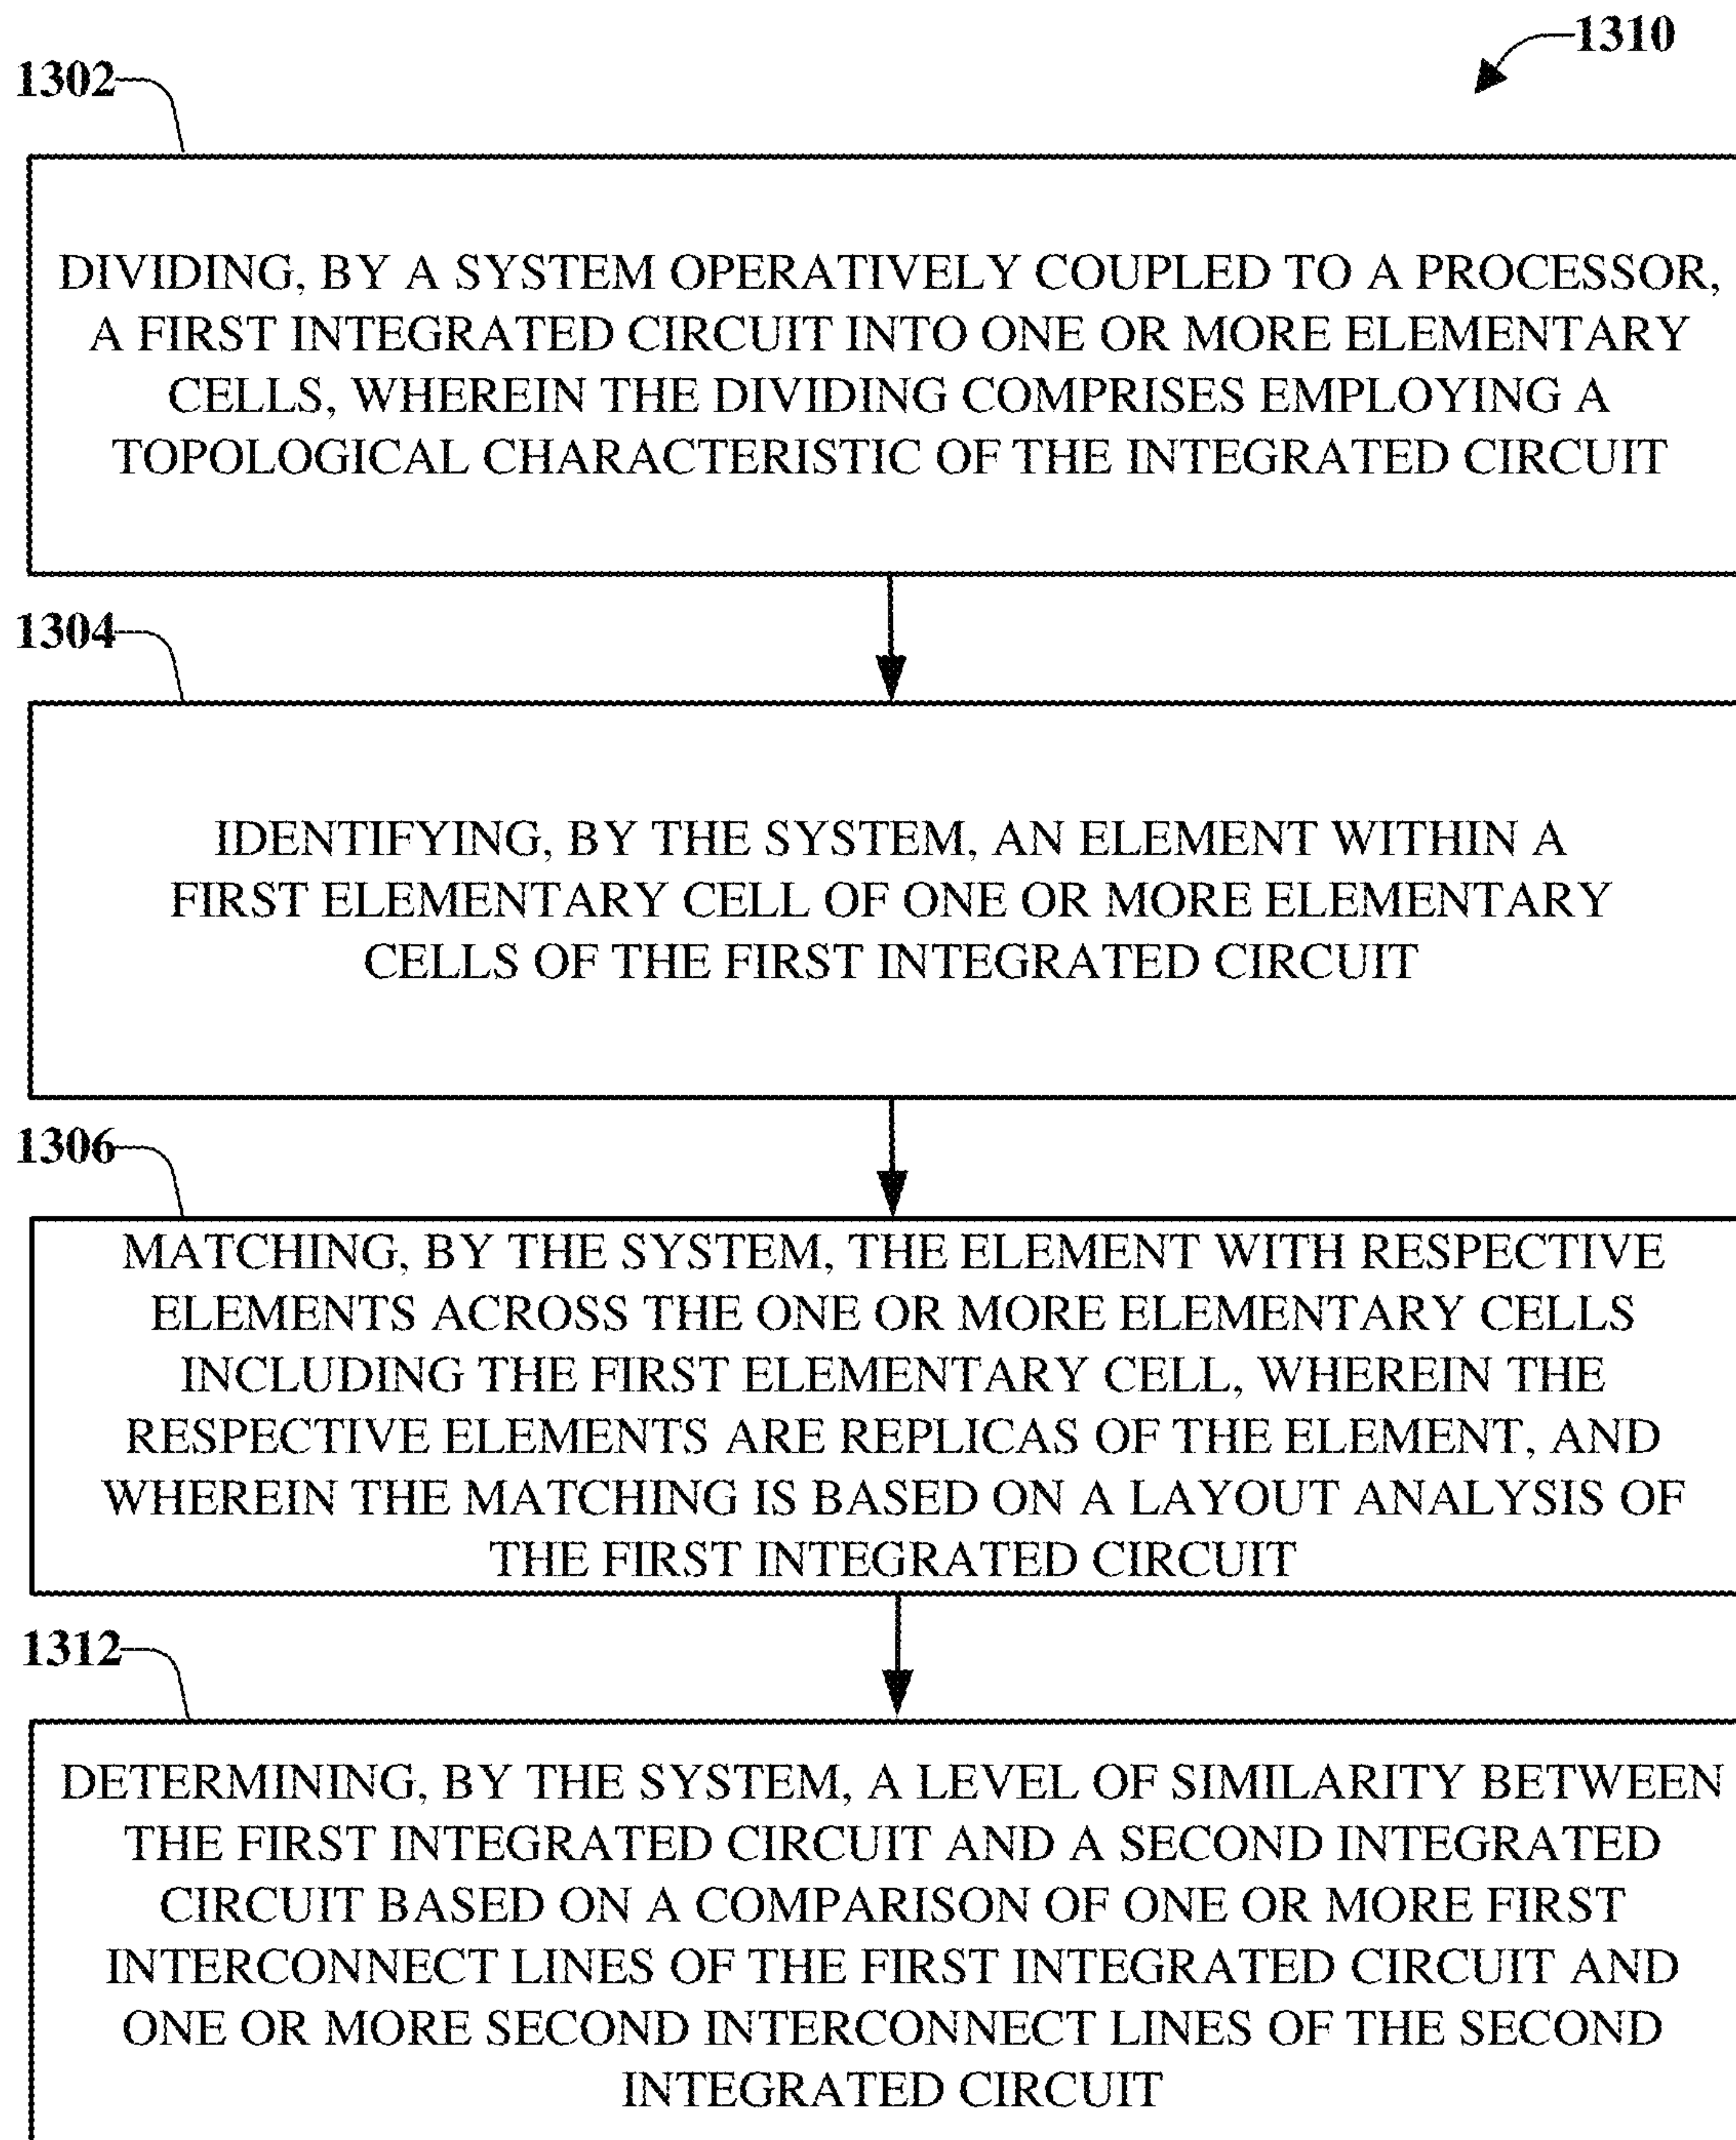 1310
1302
DIVIDING, BY A SYSTEM OPERATIVELY COUPLED TO A PROCESSOR,
A FIRST INTEGRATED CIRCUIT INTO ONE OR MORE ELEMENTARY
CELLS, WHEREIN THE DIVIDING COMPRISES EMPLOYING A
TOPOLOGICAL CHARACTERISTIC OF THE INTEGRATED CIRCUIT
1304
IDENTIFYING, BY THE SYSTEM, AN ELEMENT WITHIN A
FIRST ELEMENTARY CELL OF ONE OR MORE ELEMENTARY
CELLS OF THE FIRST INTEGRATED CIRCUIT
1306
MATCHING, BY THE SYSTEM, THE ELEMENT WITH RESPECTIVE
ELEMENTS ACROSS THE ONE OR MORE ELEMENTARY CELLS
INCLUDING THE FIRST ELEMENTARY CELL, WHEREIN THE
RESPECTIVE ELEMENTS ARE REPLICAS OF THE ELEMENT, AND
WHEREIN THE MATCHING IS BASED ON A LAYOUT ANALYSIS OF
THE FIRST INTEGRATED CIRCUIT
1312
DETERMINING, BY THE SYSTEM, A LEVEL OF SIMILARITY BETWEEN
THE FIRST INTEGRATED CIRCUIT AND A SECOND INTEGRATED
CIRCUIT BASED ON A COMPARISON OF ONE OR MORE FIRST
INTERCONNECT LINES OF THE FIRST INTEGRATED CIRCUIT AND
ONE OR MORE SECOND INTERCONNECT LINES OF THE SECOND
INTEGRATED CIRCUIT